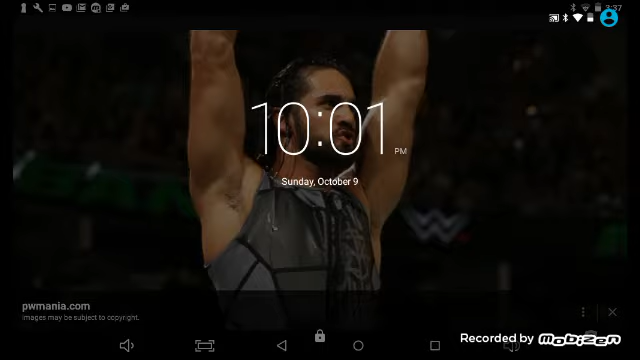 3:37
10:01 PM
Sunday, October 9
W
pwmania.com
Images may be subject to copyright.
Recorded by Mobizen